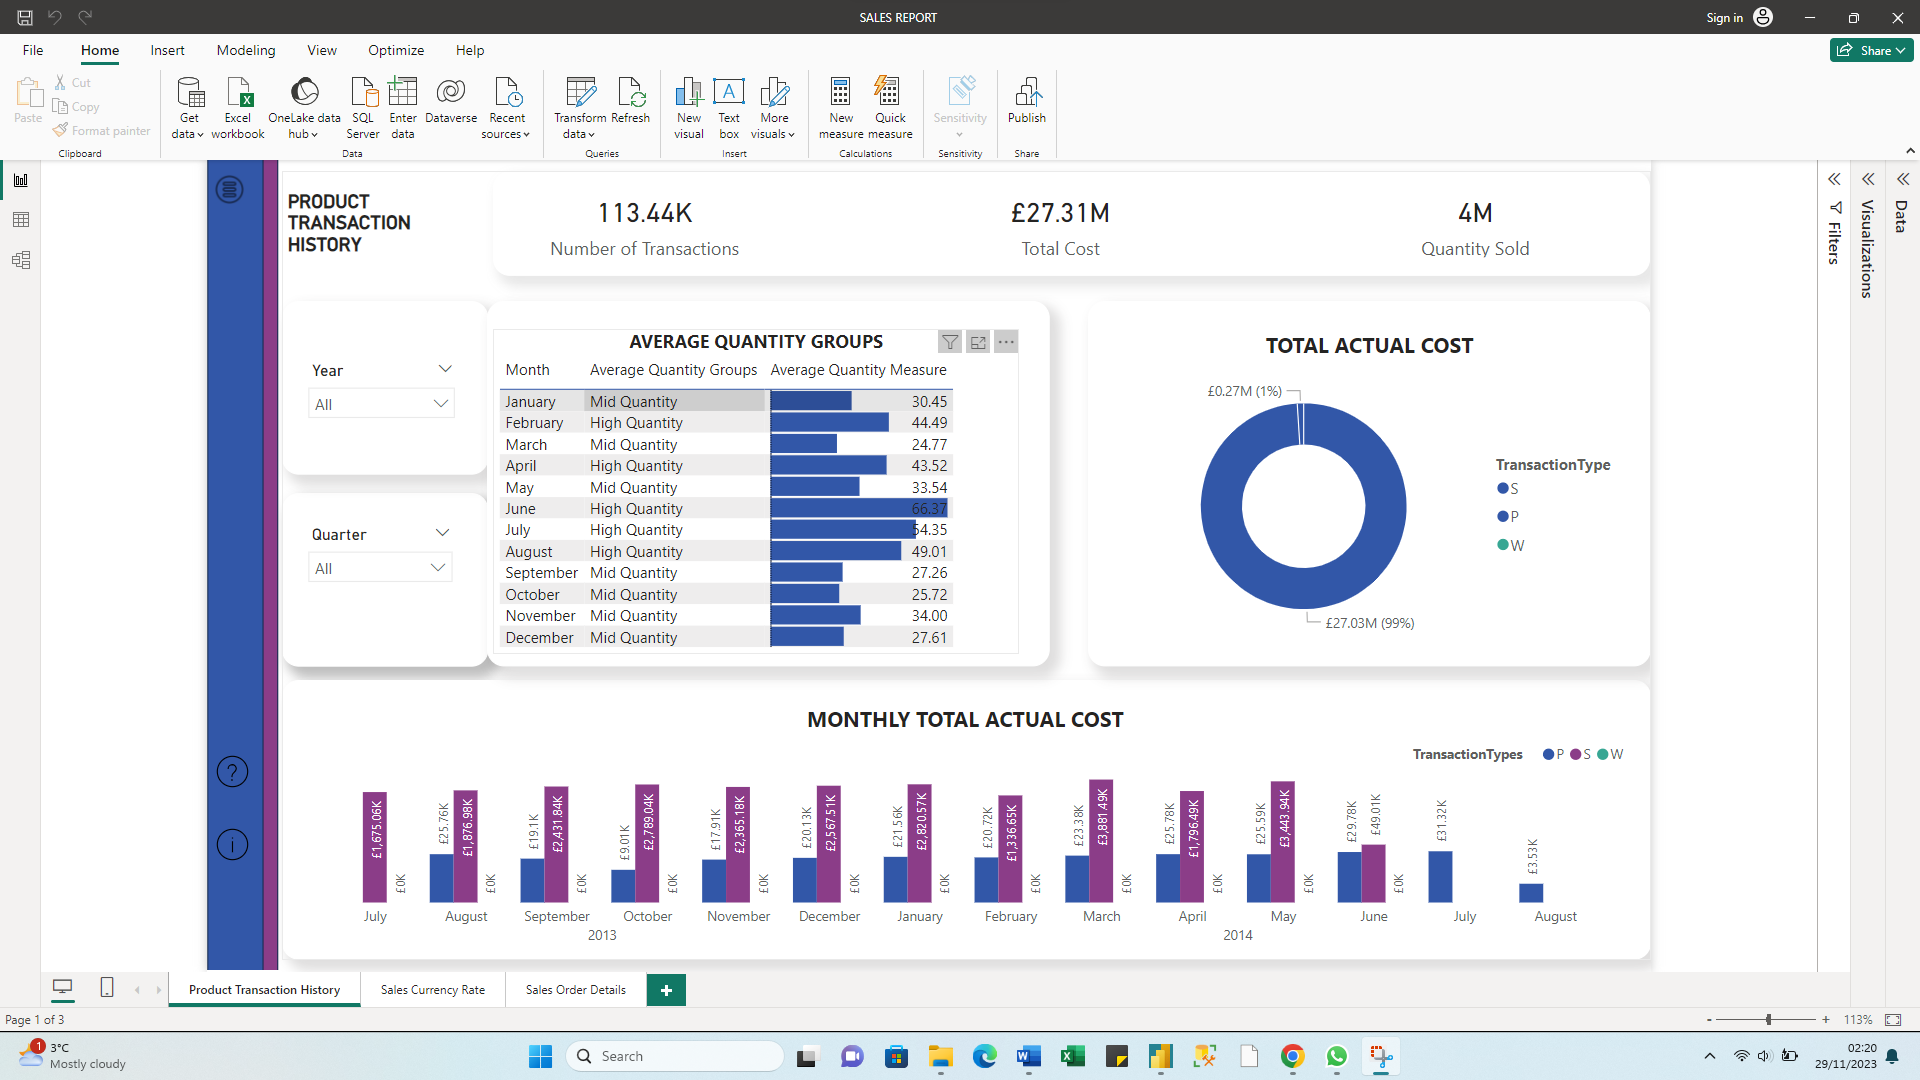 SALES REPORT
Sign in
File
Home
Insert
Modeling
View
Optimize
Help
Share
Paste
Cut
Copy
Format painter
Clipboard
Get data
Excel workbook
OneLake data hub
SQL Server
Enter data
Dataverse
Recent sources
Data
Transform data
Refresh
Queries
New visual
Text box
More visuals
Insert
New measure
Quick measure
Calculations
Sensitivity
Sensitivity
Publish
Share
PRODUCT
TRANSACTION
HISTORY
113.44K
Number of Transactions
£27.31M
Total Cost
4M
Quantity Sold
Filters
Visualizations
Data
Year
All
Quarter
All
AVERAGE QUANTITY GROUPS
Month Average Quantity Groups Average Quantity Measure
January Mid Quantity 30.45
February High Quantity 44.49
March Mid Quantity 24.77
April High Quantity 43.52
May Mid Quantity 33.54
June High Quantity 66.37
July High Quantity 54.35
August High Quantity 49.01
September Mid Quantity 27.26
October Mid Quantity 25.72
November Mid Quantity 34.00
December Mid Quantity 27.61
TOTAL ACTUAL COST
£0.27M (1%)
£27.03M (99%)
TransactionType
S
P
W
MONTHLY TOTAL ACTUAL COST
TransactionTypes P S W
£1,675.06K £0K
£25.76K £1,876.98K £0K
£19.1K £2,431.84K £0K
£9.01K £2,789.04K £0K
£17.91K £2,365.18K £0K
£20.13K £2,567.51K £0K
£21.56K £2,820.57K £0K
£20.72K £1,336.65K £0K
£23.38K £3,881.49K £0K
£25.78K £1,796.49K £0K
£25.59K £3,443.94K £0K
£29.78K £49.01K £0K
£31.32K
£3.53K
July August September October November December January February March April May June July August
2013 2014
?
i
Product Transaction History
Sales Currency Rate
Sales Order Details
+
Page 1 of 3
- + 113%
1
3°C
Mostly cloudy
Search
02:20
29/11/2023